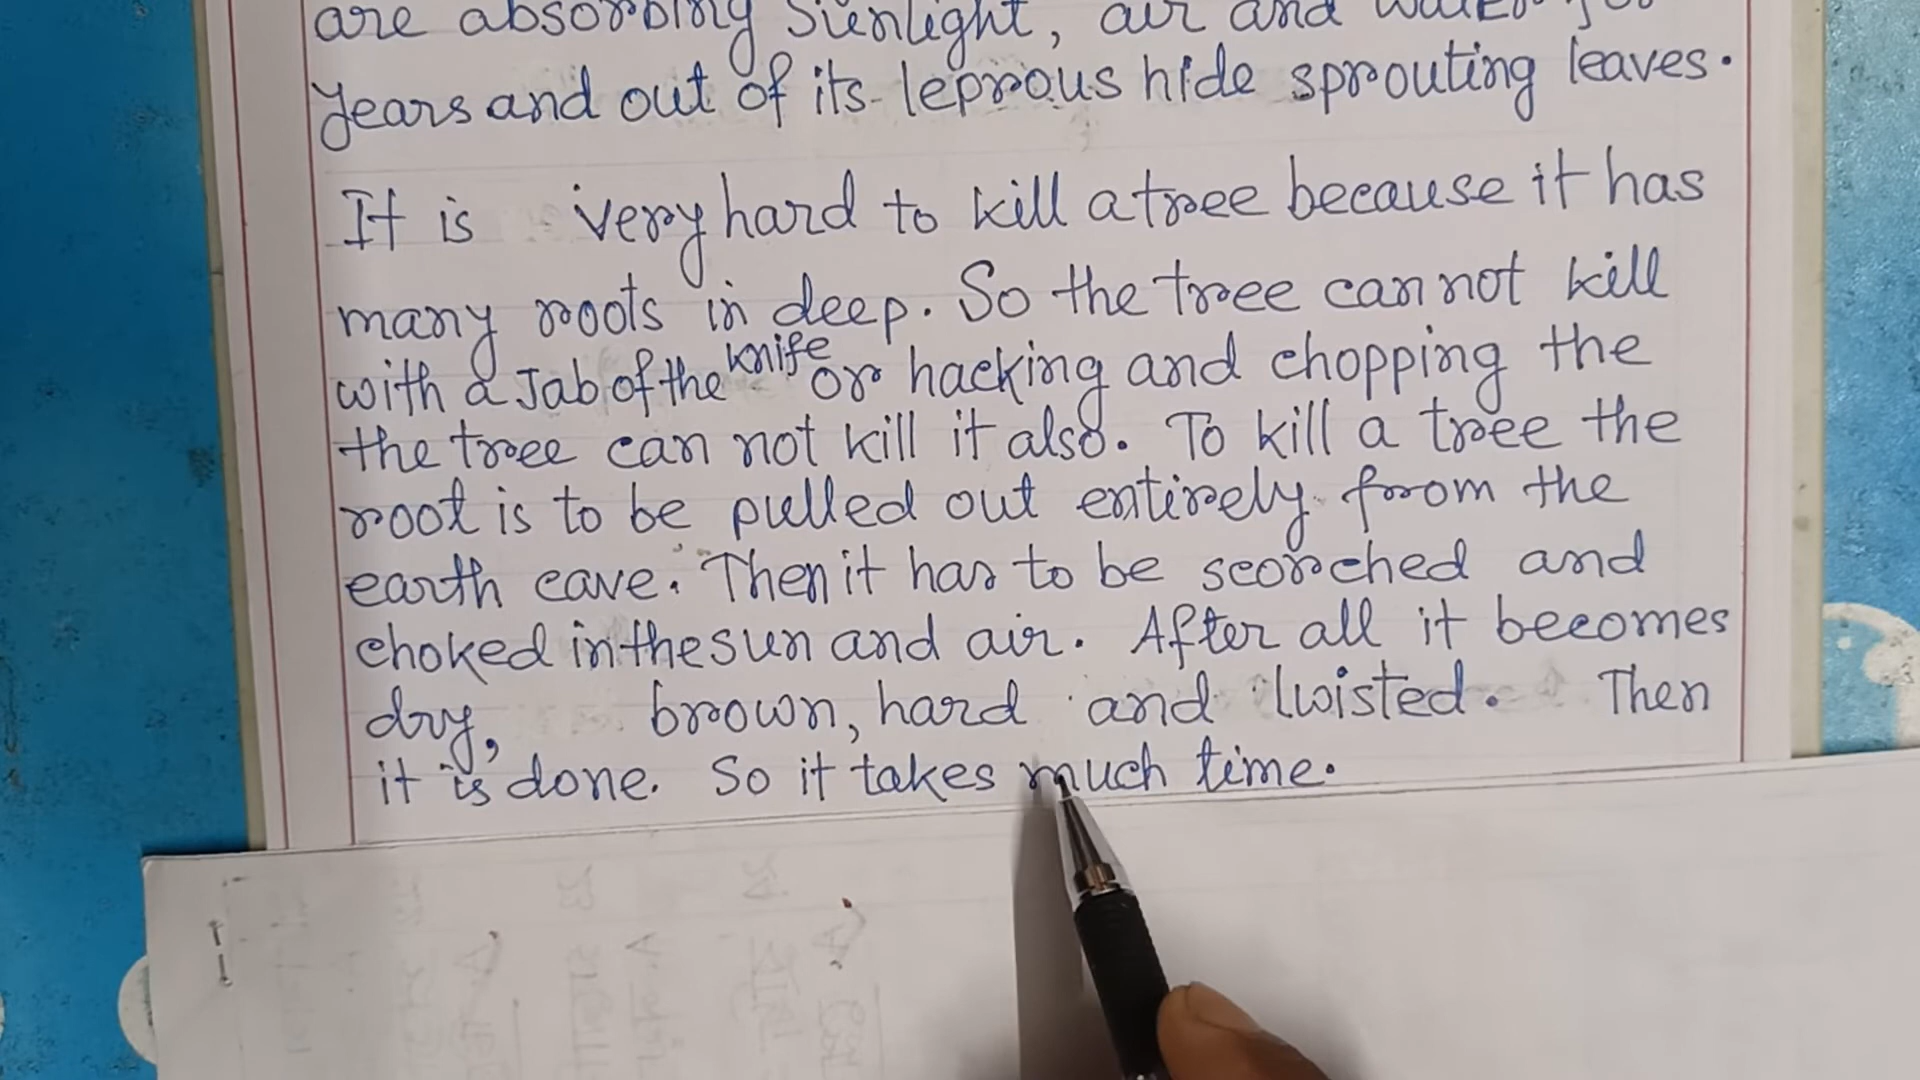 are absorbing sunlight, air and water for
years and out of its leprous hide sprouting leaves.
It is very hard to kill a tree because it has
many roots in deep. So the tree can not kill
with a Jab of the knife or hacking and chopping the
the tree can not kill it also. To kill a tree the
root is to be pulled out entirely from the
earth cave. Then it has to be scorched and
choked in the sun and air. After all it becomes
dry, brown, hard and twisted. Then
it is done. So it takes much time.